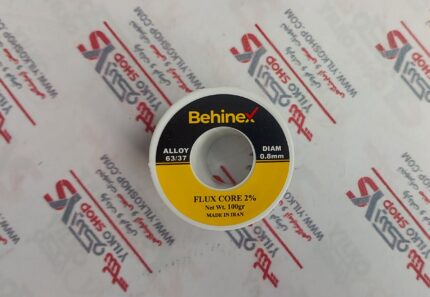 Behinex
ALLOY
63/37
DIAM
0.8mm
FLUX CORE 2%
Net Wt. 100gr
MADE IN IRAN
WWW.YILKOSHOP.COM
YILKO SHOP